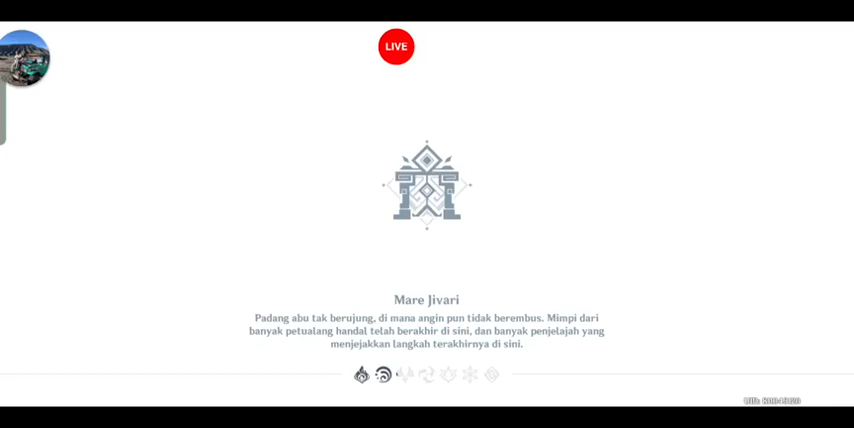 LIVE
Mare Jivari
Padang abu tak berujung, di mana angin pun tidak berembus. Mimpi dari
banyak petualang handal telah berakhir di sini, dan banyak penjelajah yang
menjejakkan langkah terakhirnya di sini.